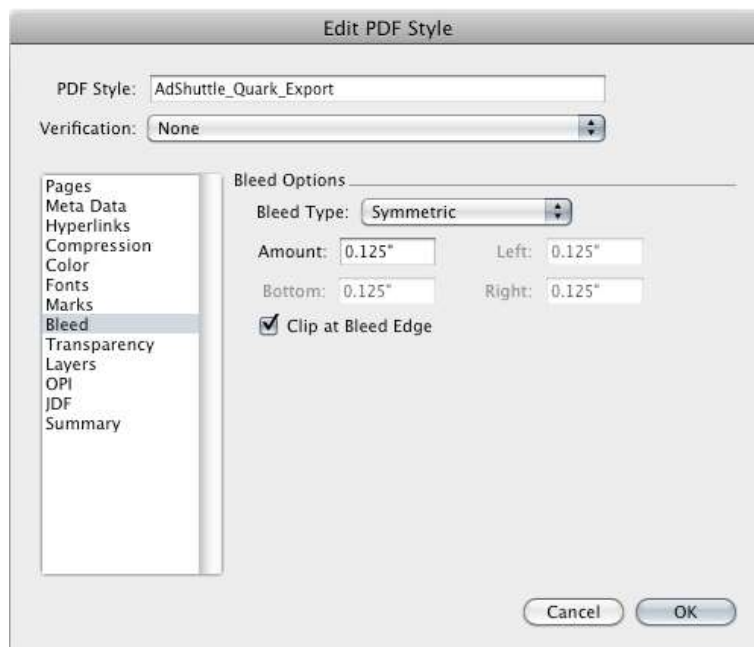 Edit PDF Style
PDF Style: AdShuttle_Quark_Export
Verification: None
Pages
Meta Data
Hyperlinks
Compression
Color
Fonts
Marks
Bleed
Transparency
Layers
OPI
JDF
Summary
Bleed Options
Bleed Type: Symmetric
Amount: 0.125" Left: 0.125"
Bottom: 0.125" Right: 0.125"
Clip at Bleed Edge
Cancel OK